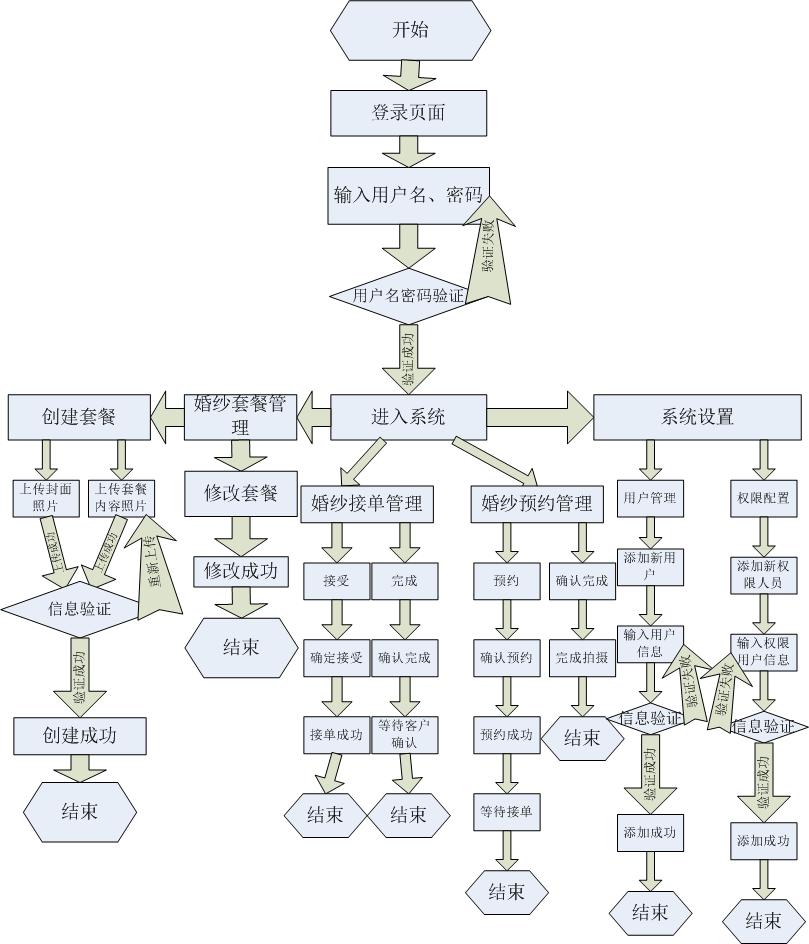 开始
登录页面
输入用户名、密码
验证失败
用户名密码验证
验证成功
创建套餐
婚纱套餐管
理
进入系统
系统设置
上传封面
照片
上传套餐
内容照片
修改套餐
婚纱接单管理
婚纱预约管理
用户管理
权限配置
上传成功
上传成功
重新上传
修改成功
接受
完成
预约
确认完成
添加新用
户
添加新权
限人员
信息验证
结束
确定接受
确认完成
确认预约
完成拍摄
输入用户
信息
输入权限
用户信息
验证失败
验证失败
验证成功
创建成功
接单成功
等待客户
确认
预约成功
结束
信息验证
信息验证
验证成功
验证成功
结束
结束
结束
等待接单
添加成功
添加成功
结束
结束
结束